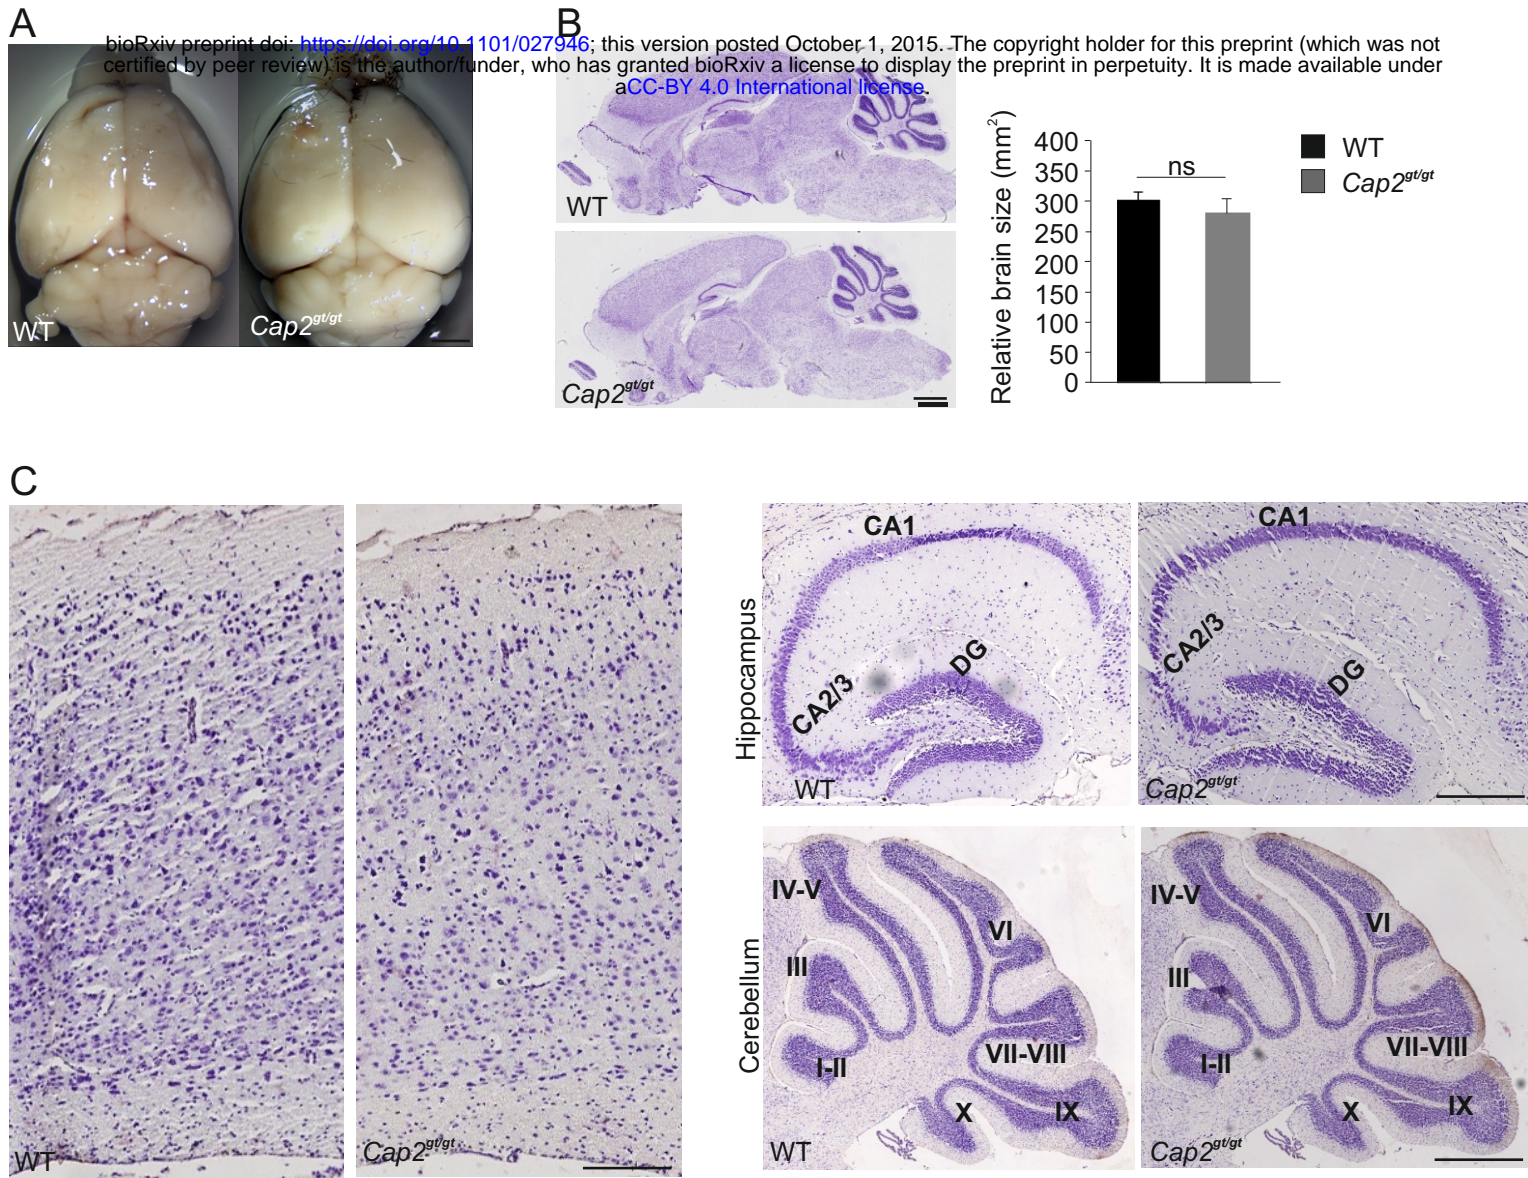 A
B
bioRxiv preprint doi: https://doi.org/10.1101/027946; this version posted October 1, 2015. The copyright holder for this preprint (which was not
certified by peer review) is the author/funder, who has granted bioRxiv a license to display the preprint in perpetuity. It is made available under
aCC-BY 4.0 International license.
WT
Cap2gt/gt
WT
Cap2gt/gt
Relative brain size (mm2)
400
350
300
250
200
150
100
50
0
ns
WT
Cap2gt/gt
C
WT
Cap2gt/gt
Hippocampus
CA1
CA2/3
DG
WT
CA1
CA2/3
DG
Cap2gt/gt
Cerebellum
IV-V
VI
III
VII-VIII
I-II
X
IX
WT
IV-V
VI
III
VII-VIII
I-II
X
IX
Cap2gt/gt